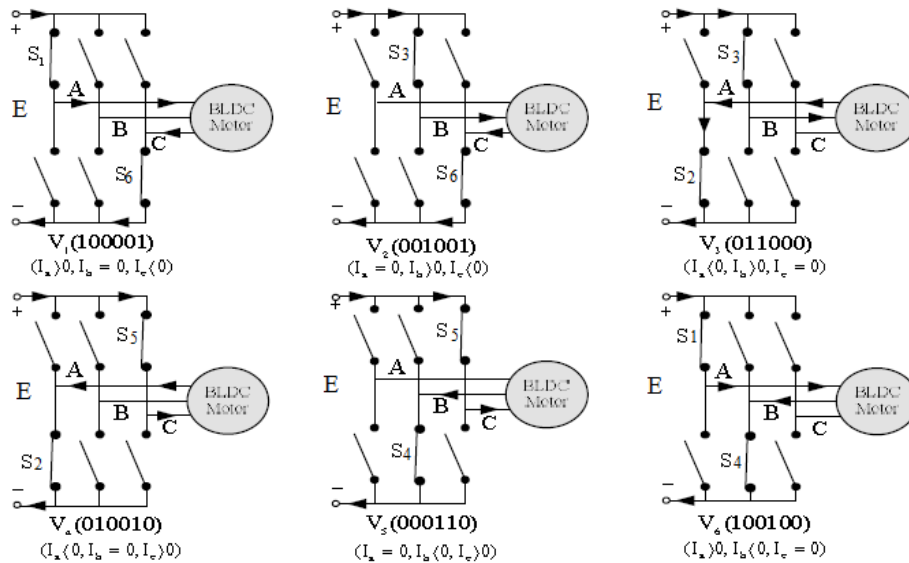 + + +
S1 S3 S3
A A A
E BLDC Motor E BLDC Motor E BLDC Motor
B B B
C C C
S6 S6 S2
− − −
V1 (100001) V2 (001001) V3 (011000)
(Ia⟩0, Ib = 0, Ic⟨0) (Ia = 0, Ib⟩0, Ic⟨0) (Ia⟨0, Ib⟩0, Ic = 0)
+ + +
S5 S5 S1
A A A
E BLDC Motor E BLDC Motor E BLDC Motor
B B B
C C C
S2 S4 S4
− − −
Va (010010) V5 (000110) V6 (100100)
(Ia⟨0, Ib = 0, Ic⟩0) (Ia = 0, Ib⟨0, Ic⟩0) (Ia⟩0, Ib⟨0, Ic = 0)